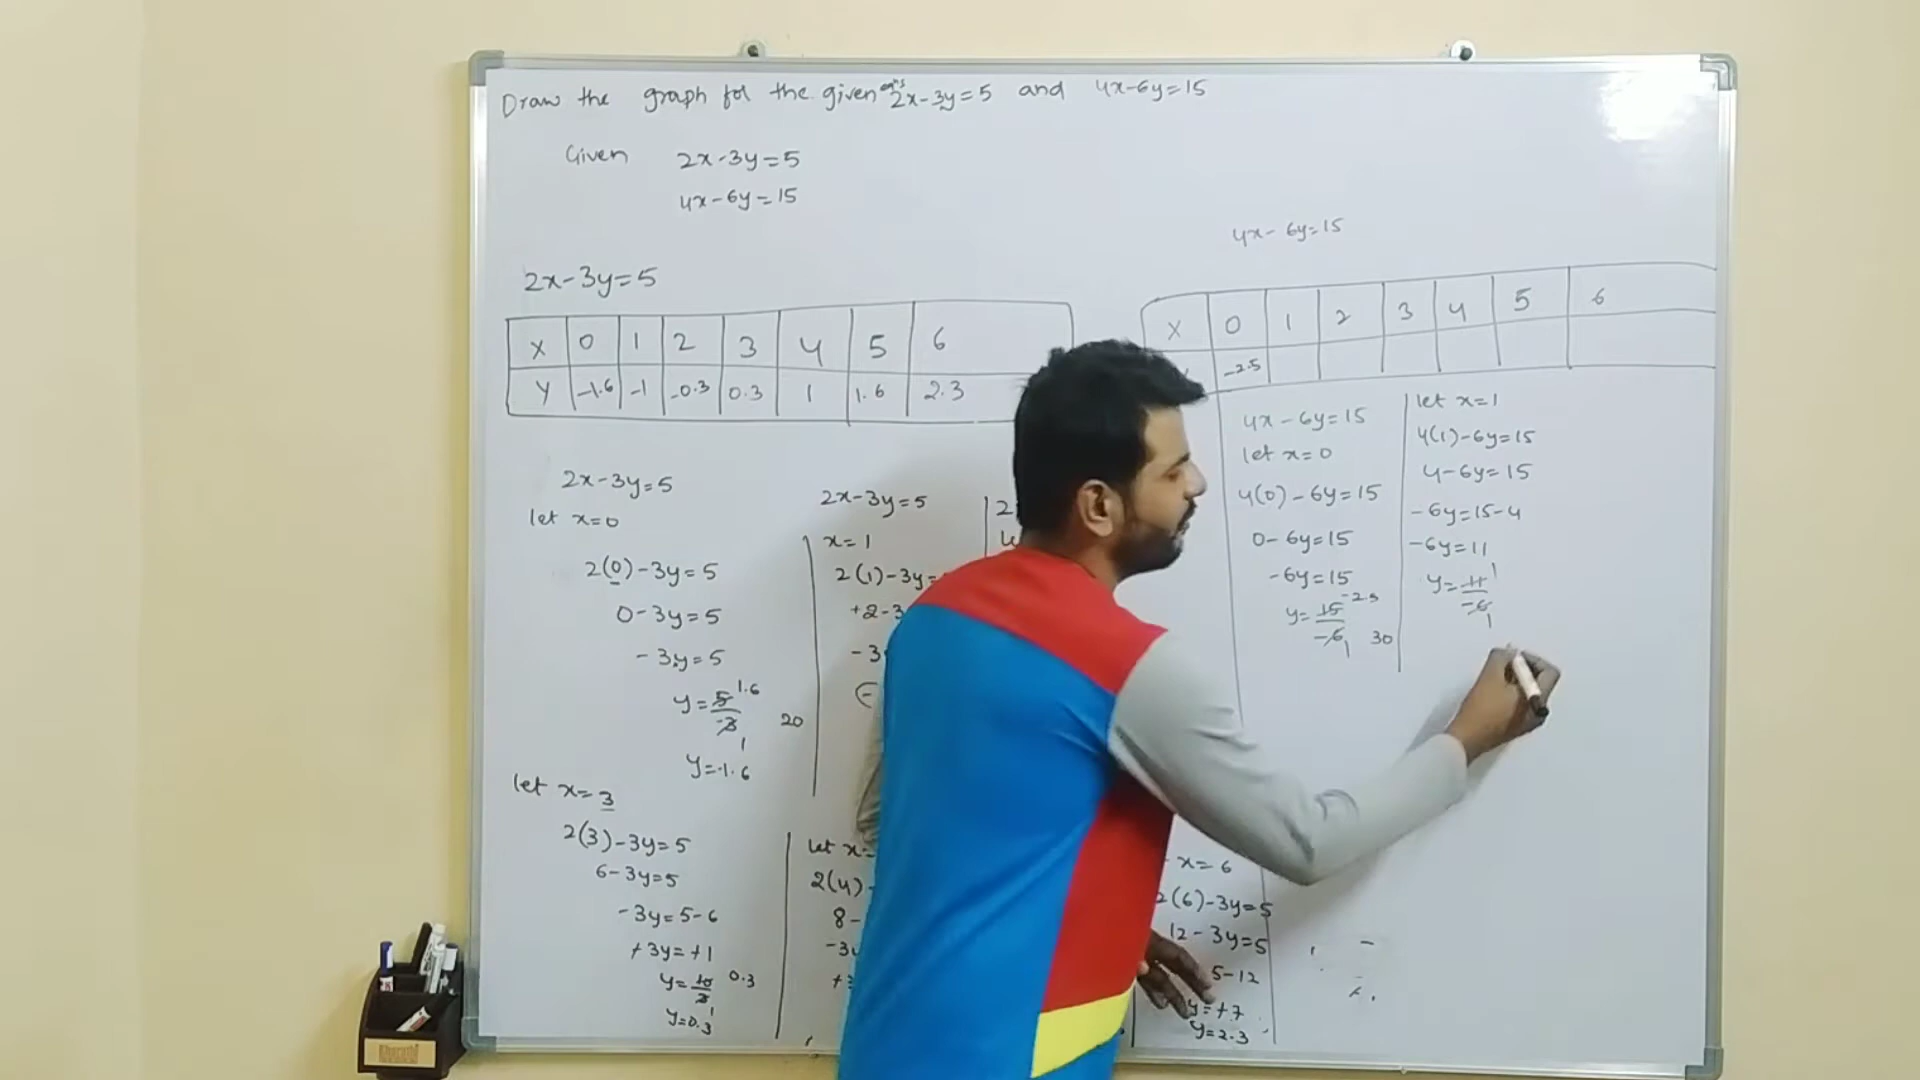 Draw the graph for the given eqns 2x-3y=5 and 4x-6y=15
Given 2x-3y=5
4x-6y=15
2x-3y=5
X 0 1 2 3 4 5 6
Y -1.6 -1 -0.3 0.3 1 1.6 2.3
2x-3y=5
let x=0
2(0)-3y=5
0-3y=5
-3y=5
y=5/-3 1.6
1
20
y=-1.6
2x-3y=5
x=1
2(1)-3y=
+2-3
-3
let x=3
2(3)-3y=5
6-3y=5
-3y=5-6
+3y=+1
y=10/3 0.3
1
y=0.3
let x=
2(4)-
8-
x=6
2(6)-3y=5
12-3y=5
5-12
y=+7
y=2.3
4x-6y=15
X 0 1 2 3 4 5 6
-2.5
4x-6y=15
let x=0
4(0)-6y=15
0-6y=15
-6y=15
y=15/-6 -2.5
1
30
let x=1
4(1)-6y=15
4-6y=15
-6y=15-4
-6y=11
y=11/-6 1
1
Bharathi